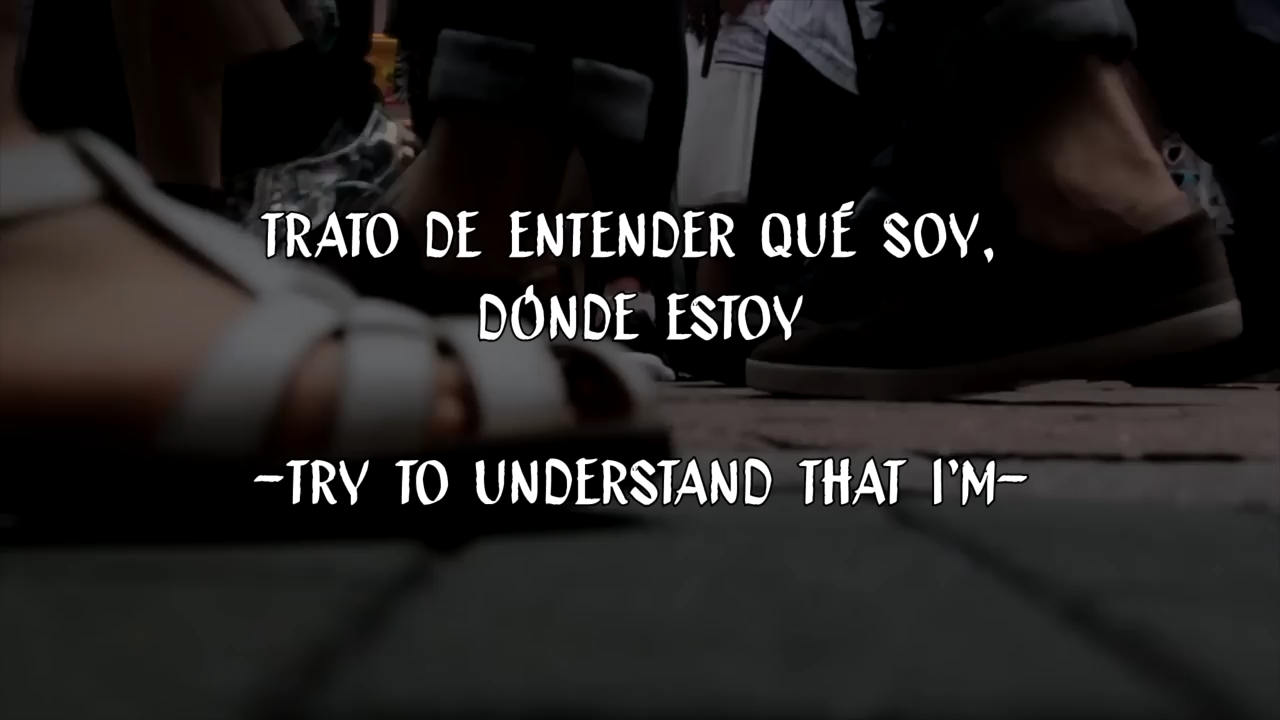 TRATO DE ENTENDER QUÉ SOY,
DÓNDE ESTOY
-TRY TO UNDERSTAND THAT I'M-